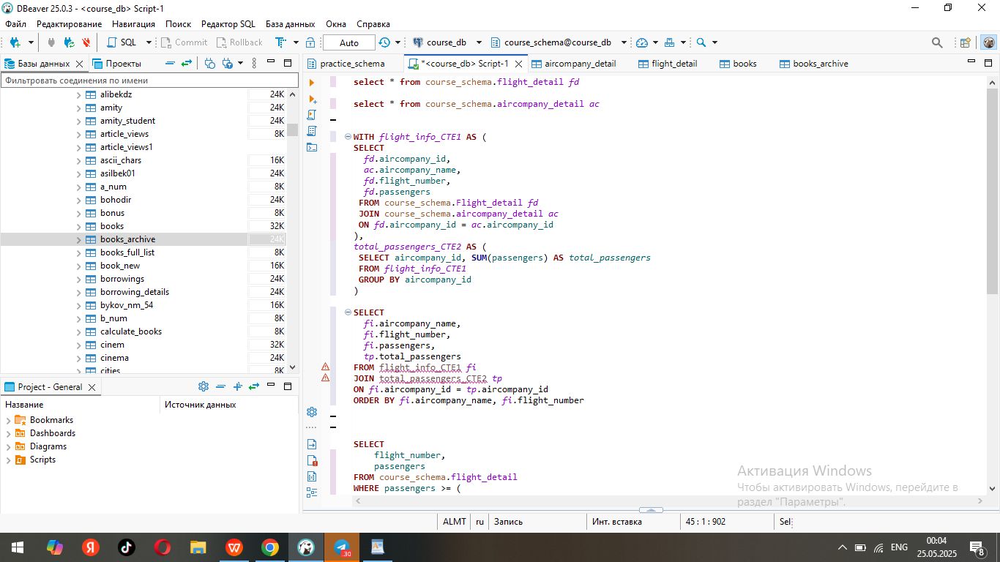 DBeaver 25.0.3 - <course_db> Script-1
Файл Редактирование Навигация Поиск Редактор SQL База данных Окна Справка
SQL Commit Rollback Auto course_db course_schema@course_db
Базы данных Проекты
practice_schema *<course_db> Script-1 aircompany_detail flight_detail books books_archive
Фильтровать соединения по имени
alibekdz 24K
amity 24K
amity_student 24K
article_views 8K
article_views1
ascii_chars 16K
asilbek01 24K
a_num 8K
bohodir 24K
bonus 8K
books 32K
books_archive 24K
books_full_list 8K
book_new 16K
borrowings 24K
borrowing_details 24K
bykov_nm_54 16K
b_num 8K
calculate_books 8K
cinem 32K
cinema 24K
cities 8K
Project - General
Название Источник данных
Bookmarks
Dashboards
Diagrams
Scripts
select * from course_schema.flight_detail fd
select * from course_schema.aircompany_detail ac
WITH flight_info_CTE1 AS (
SELECT
fd.aircompany_id,
ac.aircompany_name,
fd.flight_number,
fd.passengers
FROM course_schema.Flight_detail fd
JOIN course_schema.aircompany_detail ac
ON fd.aircompany_id = ac.aircompany_id
),
total_passengers_CTE2 AS (
SELECT aircompany_id, SUM(passengers) AS total_passengers
FROM flight_info_CTE1
GROUP BY aircompany_id
)
SELECT
fi.aircompany_name,
fi.flight_number,
fi.passengers,
tp.total_passengers
FROM flight_info_CTE1 fi
JOIN total_passengers_CTE2 tp
ON fi.aircompany_id = tp.aircompany_id
ORDER BY fi.aircompany_name, fi.flight_number
SELECT
flight_number,
passengers
FROM course_schema.flight_detail
WHERE passengers >= (
Активация Windows
Чтобы активировать Windows, перейдите в
раздел "Параметры".
ALMT ru Запись Инт. вставка 45 : 1 : 902 Sel
30
ENG
00:04
25.05.2025
8